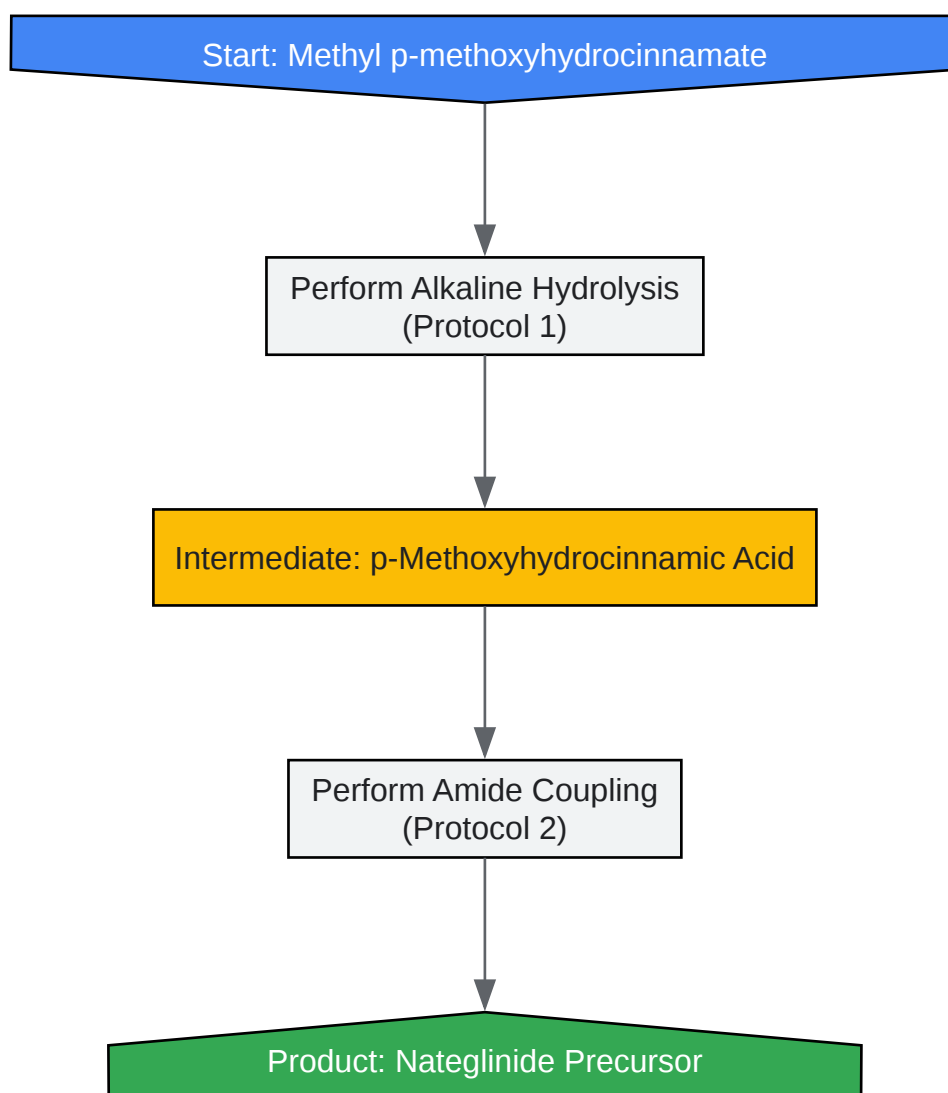 Start: Methyl p-methoxyhydrocinnamate
Perform Alkaline Hydrolysis
(Protocol 1)
Intermediate: p-Methoxyhydrocinnamic Acid
Perform Amide Coupling
(Protocol 2)
Product: Nateglinide Precursor